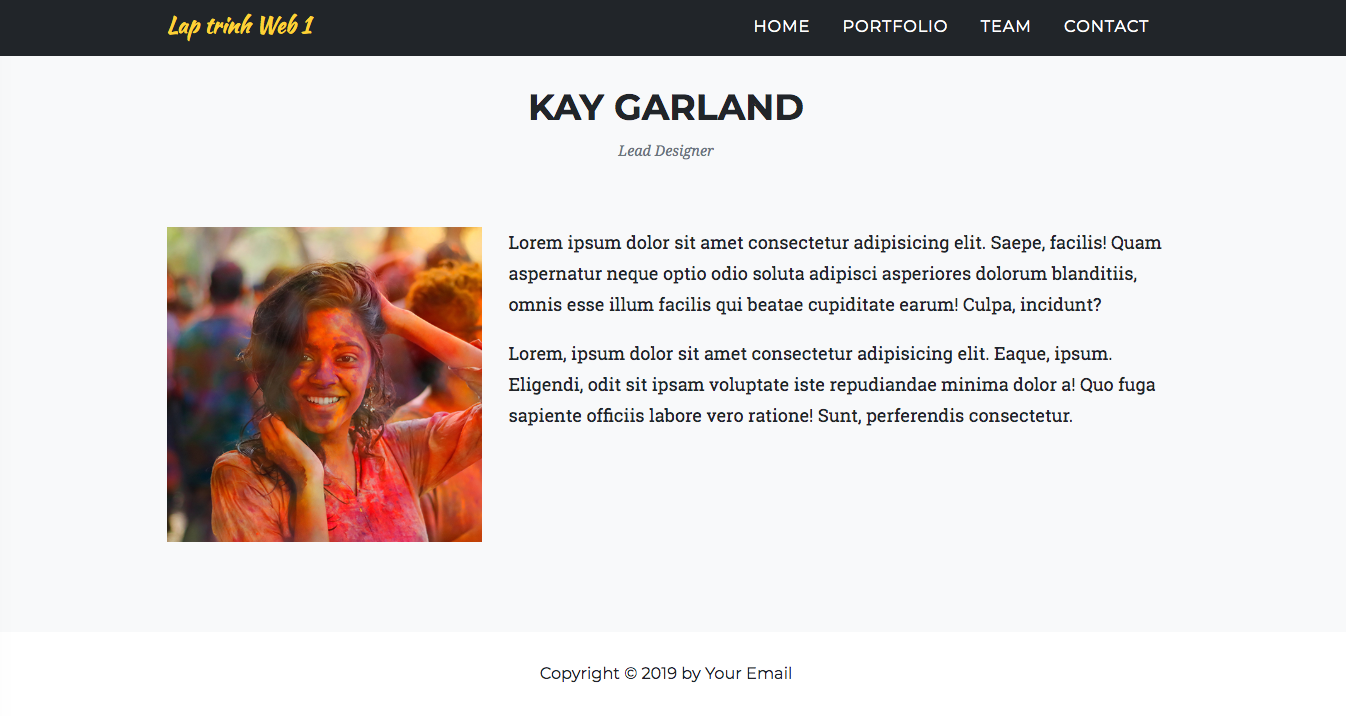 Lap trinh Web 1
HOME PORTFOLIO TEAM CONTACT
KAY GARLAND
Lead Designer
Lorem ipsum dolor sit amet consectetur adipisicing elit. Saepe, facilis! Quam
aspernatur neque optio odio soluta adipisci asperiores dolorum blanditiis,
omnis esse illum facilis qui beatae cupiditate earum! Culpa, incidunt?
Lorem, ipsum dolor sit amet consectetur adipisicing elit. Eaque, ipsum.
Eligendi, odit sit ipsam voluptate iste repudiandae minima dolor a! Quo fuga
sapiente officiis labore vero ratione! Sunt, perferendis consectetur.
Copyright © 2019 by Your Email